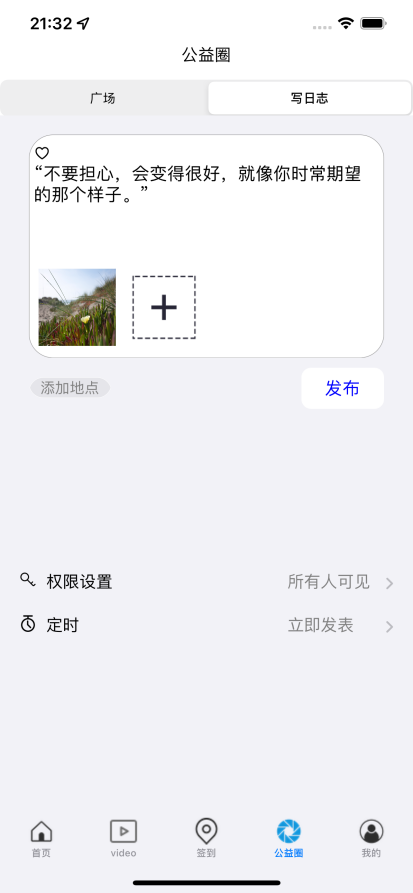 21:32
公益圈
广场
写日志
“不要担心，会变得很好，就像你时常期望
的那个样子。”
添加地点
发布
权限设置
所有人可见
定时
立即发表
首页
video
签到
公益圈
我的